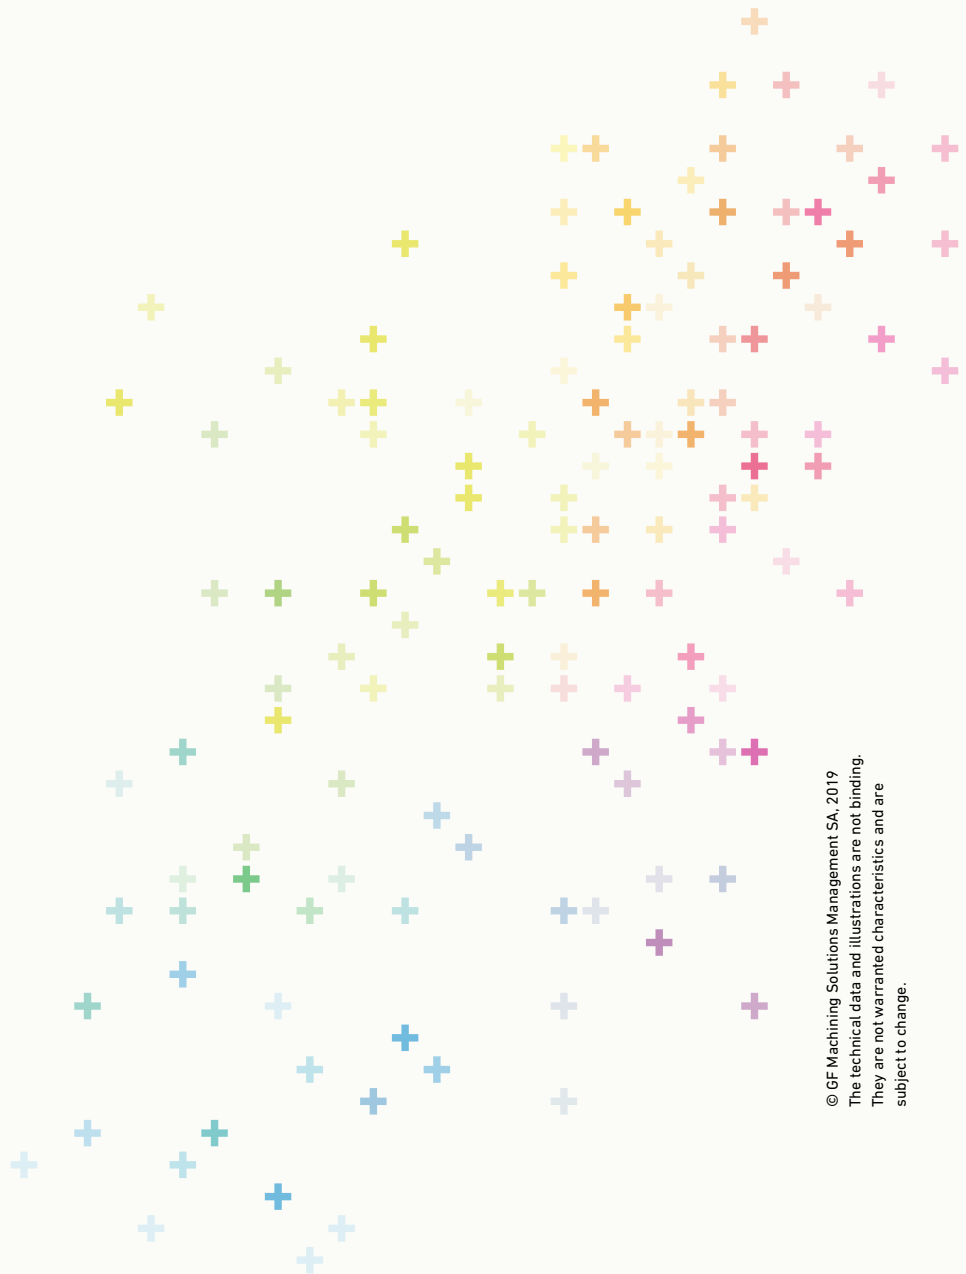 © GF Machining Solutions Management SA, 2019
The technical data and illustrations are not binding.
They are not warranted characteristics and are
subject to change.